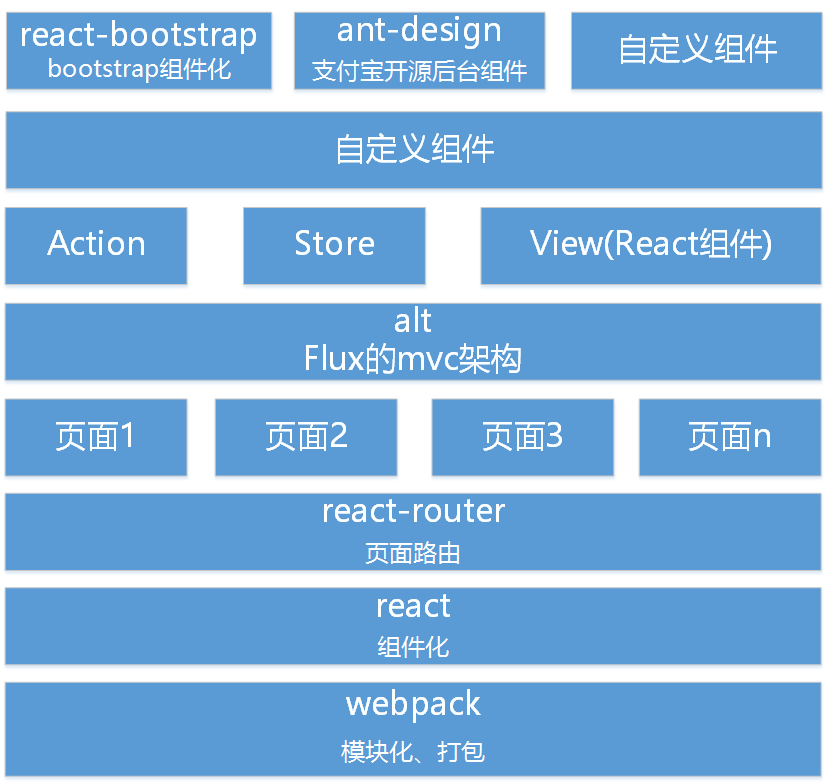 react-bootstrap
bootstrap组件化
ant-design
支付宝开源后台组件
自定义组件
自定义组件
Action
Store
View(React组件)
alt
Flux的mvc架构
页面1
页面2
页面3
页面n
react-router
页面路由
react
组件化
webpack
模块化、打包